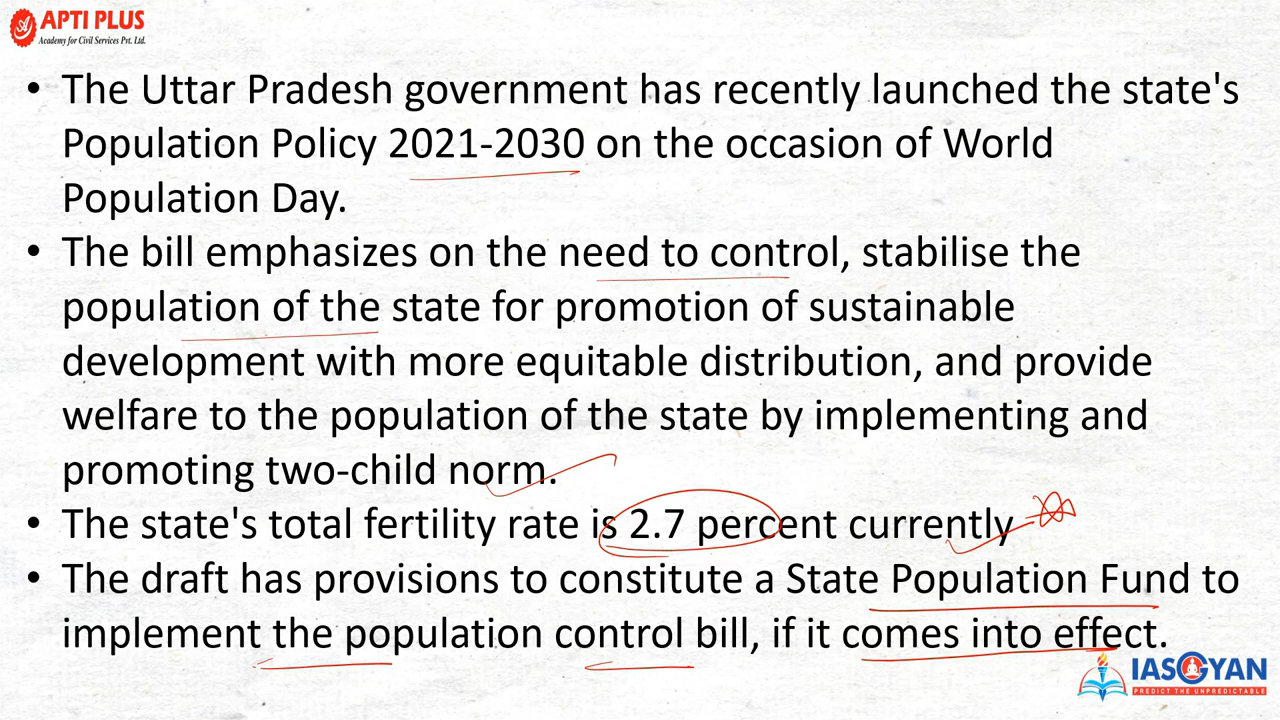 APTI PLUS
Academy for Civil Services Pvt. Ltd.
• The Uttar Pradesh government has recently launched the state's
Population Policy 2021-2030 on the occasion of World
Population Day.
• The bill emphasizes on the need to control, stabilise the
population of the state for promotion of sustainable
development with more equitable distribution, and provide
welfare to the population of the state by implementing and
promoting two-child norm.
• The state's total fertility rate is 2.7 percent currently
• The draft has provisions to constitute a State Population Fund to
implement the population control bill, if it comes into effect.
IASGYAN
PREDICT THE UNPREDICTABLE